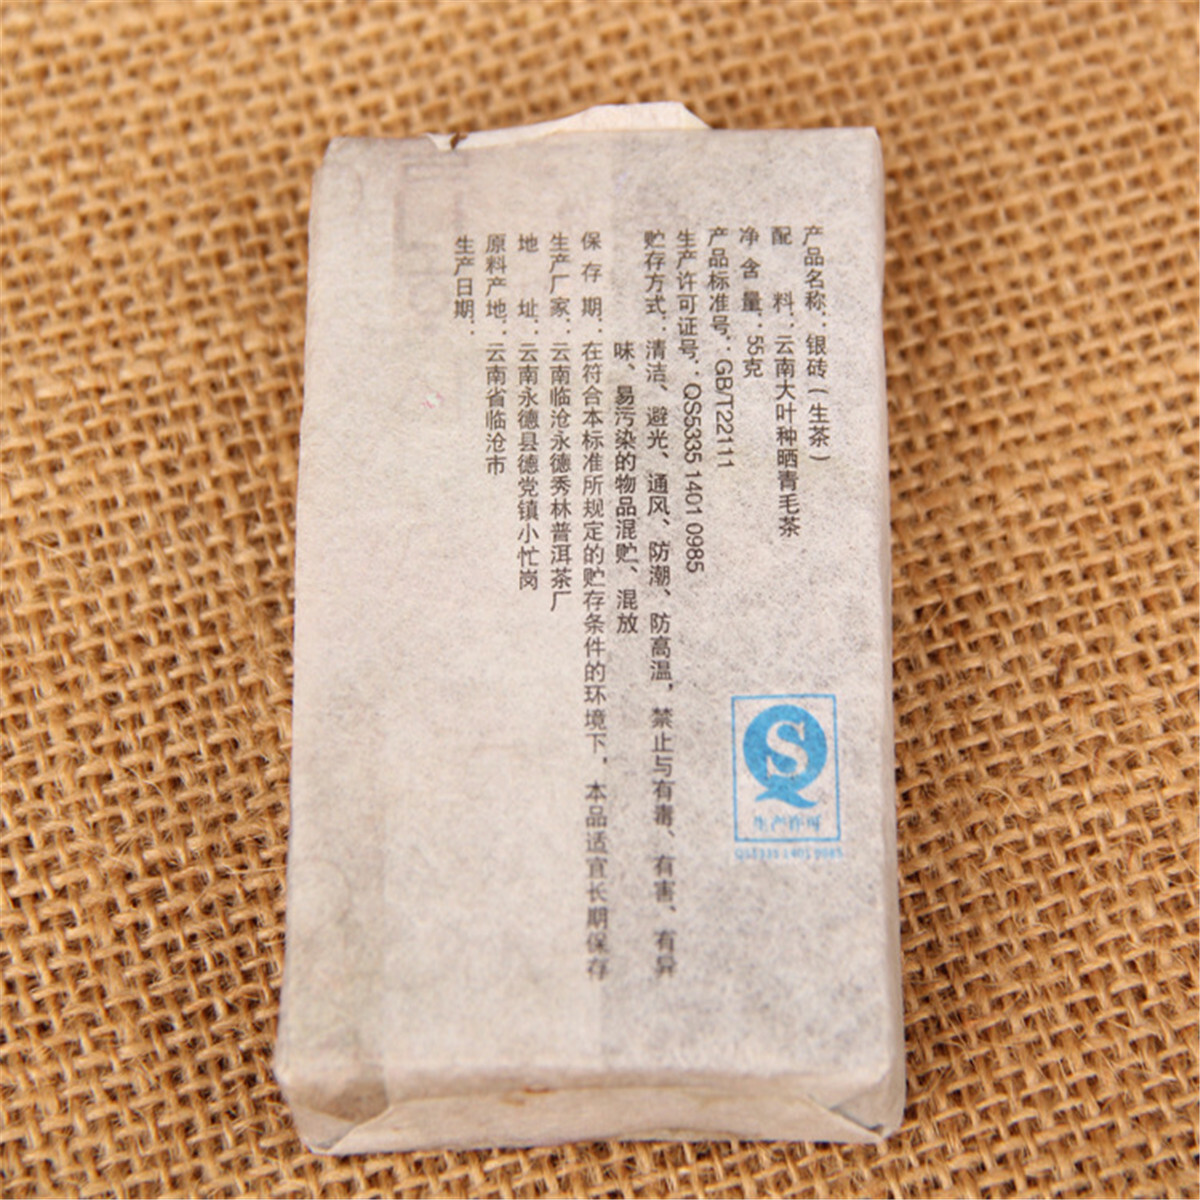 产品名称：银砖(生茶)
配料：云南大叶种晒青毛茶
净含量：55克
产品标准号：GB/T22111
生产许可证号：QS5335 1401 0985
贮存方式：清洁、避光、通风、防潮、防高温，禁止与有毒、有害、有异
味、易污染的物品混贮、混放
保存期：在符合本标准所规定的贮存条件的环境下，本品适宜长期保存
生产厂家：云南临沧永德秀林普洱茶厂
地址：云南永德县德党镇小忙岗
原料产地：云南省临沧市
生产日期：
S
生产许可
QS5335 1401 0985